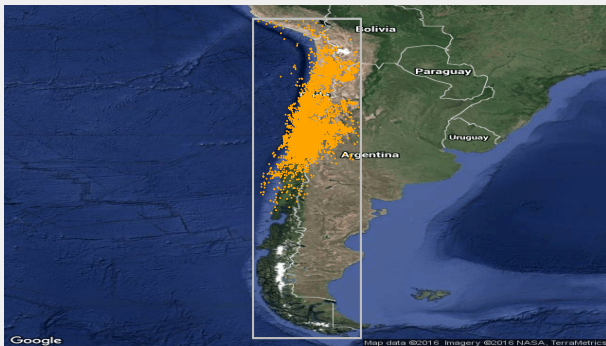 Bolivia
Paraguay
Uruguay
Argentina
Google
Map data ©2016 Imagery ©2016 NASA, TerraMetrics